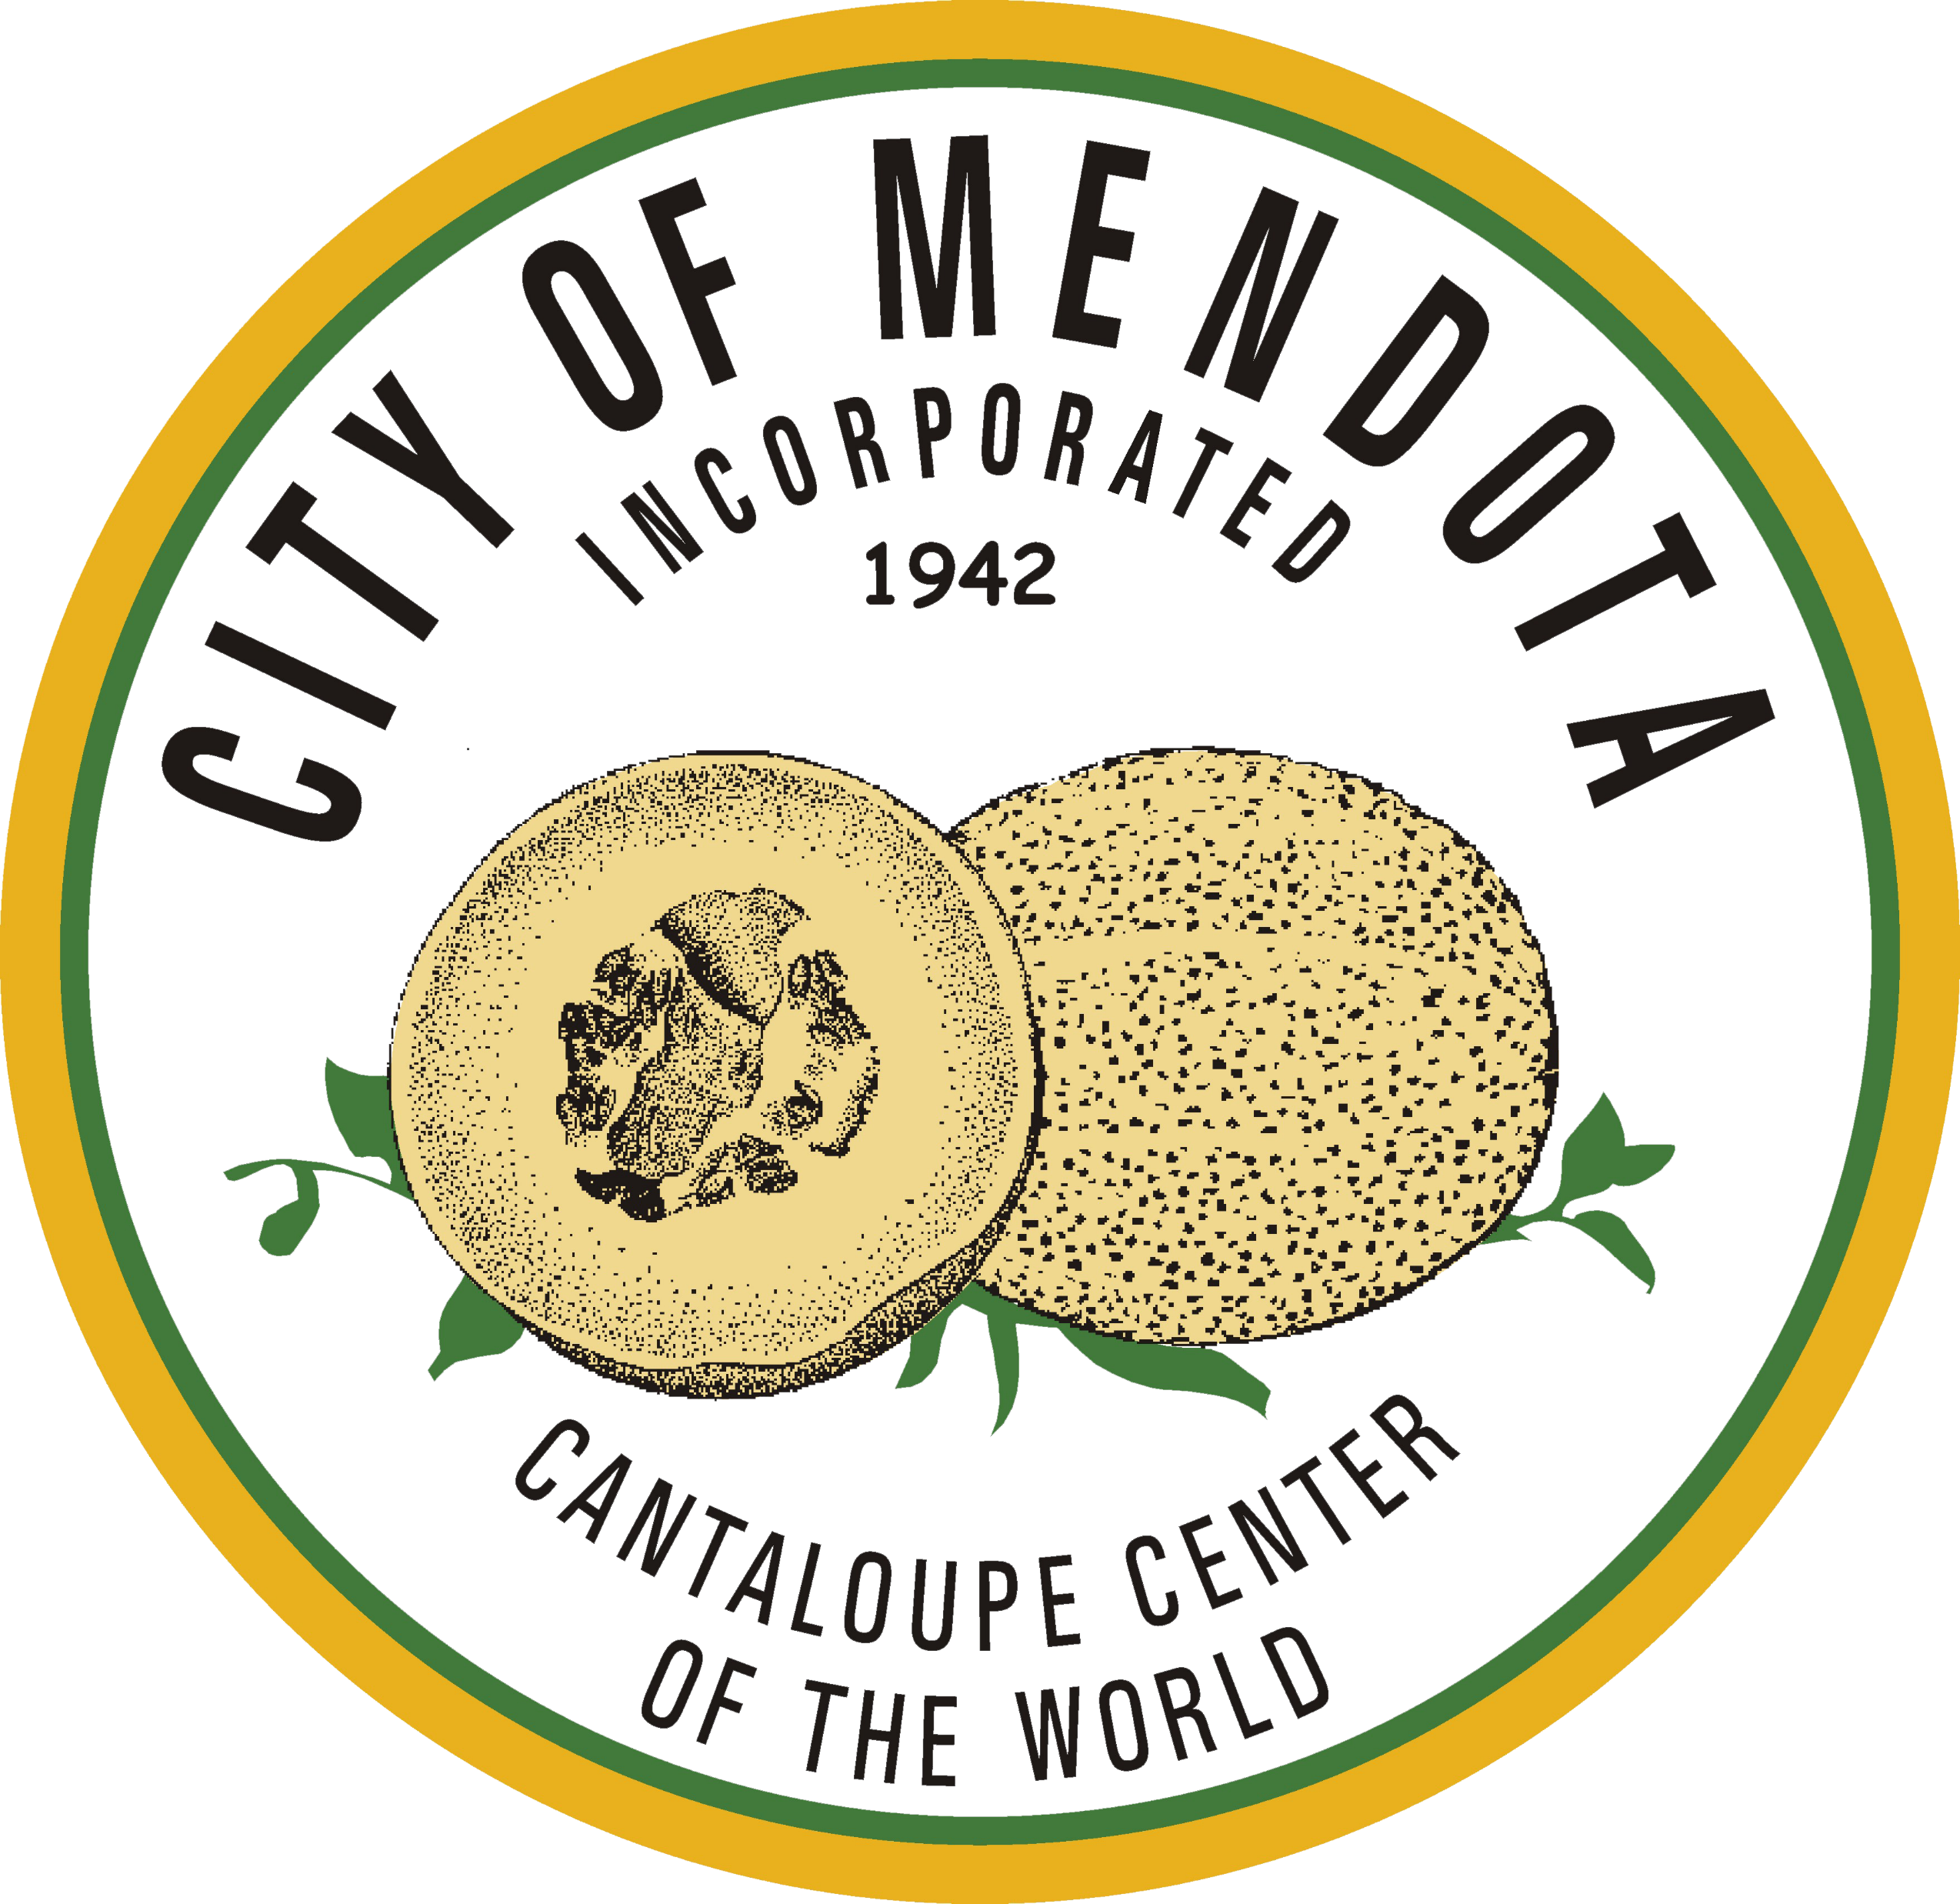 CITY OF MENDOTA
INCORPORATED
1942
CANTALOUPE CENTER
OF THE WORLD